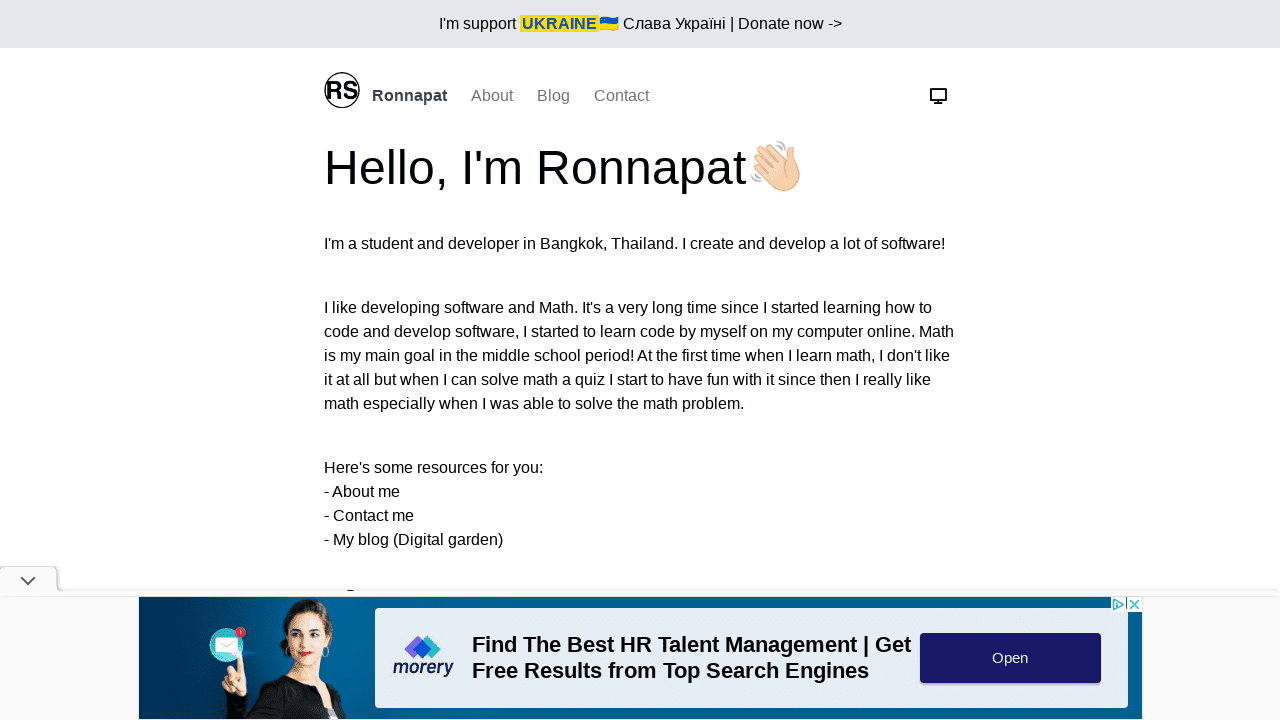 I'm support UKRAINE🇺🇦 Слава Україні | Donate now ->
RS
Ronnapat About Blog Contact
Hello, I'm Ronnapat👋🏻
I'm a student and developer in Bangkok, Thailand. I create and develop a lot of software!
I like developing software and Math. It's a very long time since I started learning how to
code and develop software, I started to learn code by myself on my computer online. Math
is my main goal in the middle school period! At the first time when I learn math, I don't like
it at all but when I can solve math a quiz I start to have fun with it since then I really like
math especially when I was able to solve the math problem.
Here's some resources for you:
- About me
- Contact me
- My blog (Digital garden)
morery
Find The Best HR Talent Management | Get
Free Results from Top Search Engines
Open